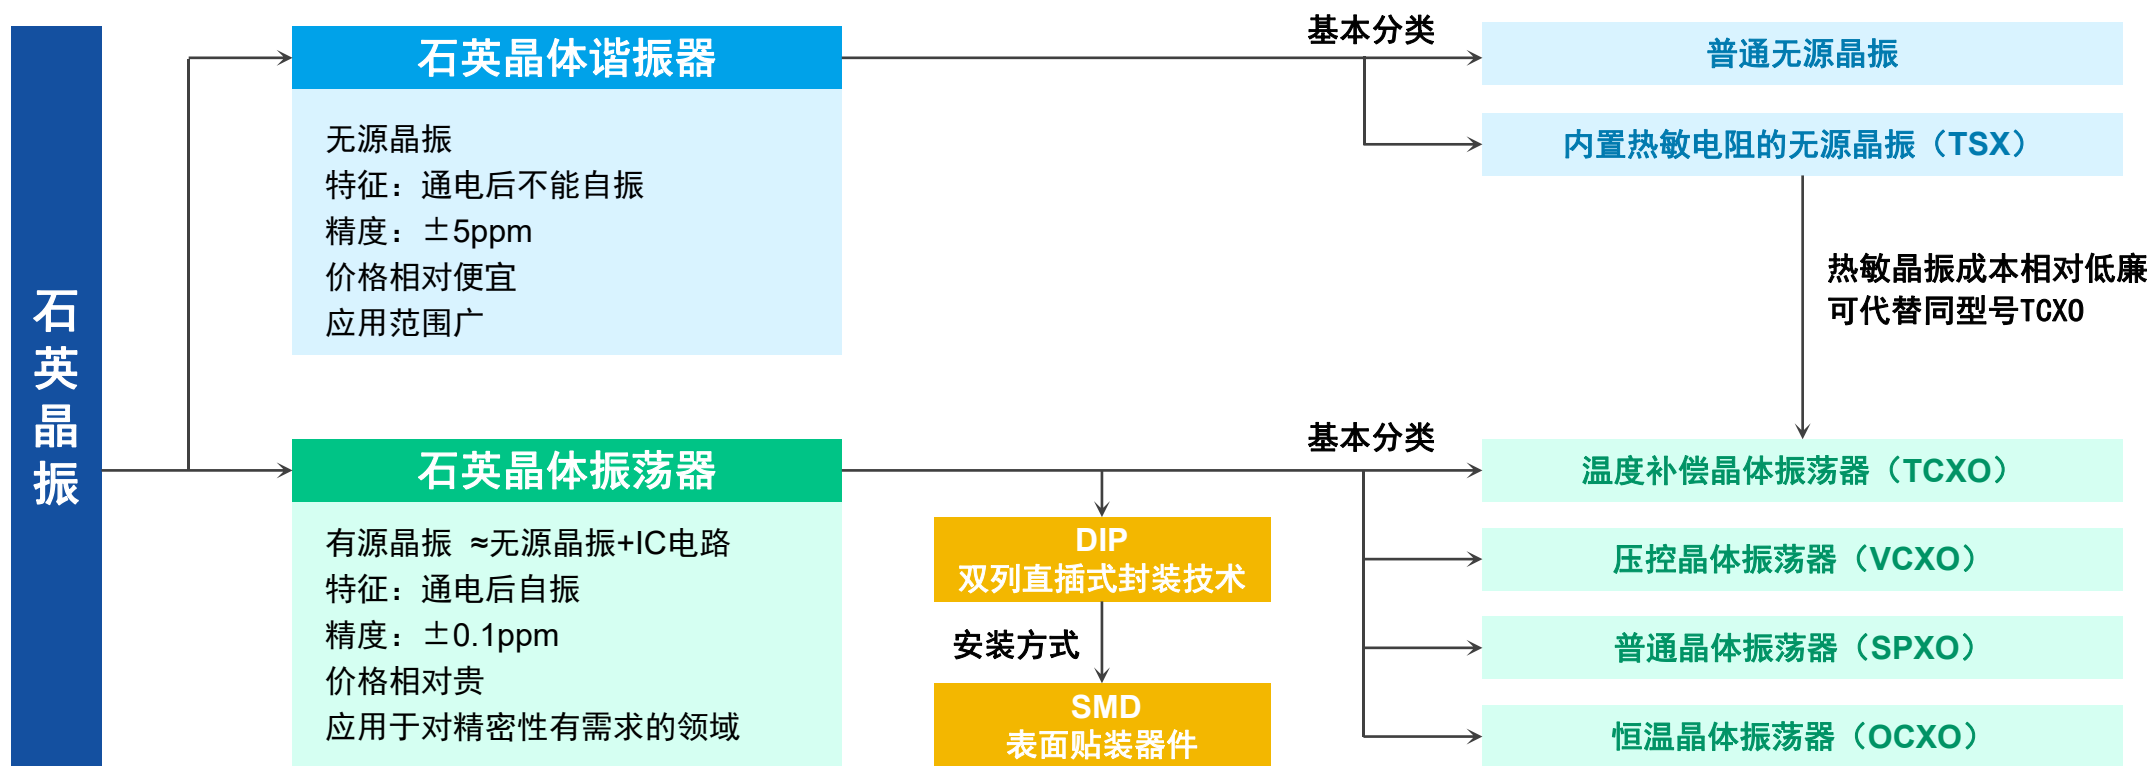 石英晶振
石英晶体谐振器
无源晶振
特征：通电后不能自振
精度：±5ppm
价格相对便宜
应用范围广
基本分类
普通无源晶振
内置热敏电阻的无源晶振（TSX）
热敏晶振成本相对低廉
可代替同型号TCXO
石英晶体振荡器
有源晶振 ≈无源晶振+IC电路
特征：通电后自振
精度：±0.1ppm
价格相对贵
应用于对精密性有需求的领域
DIP
双列直插式封装技术
安装方式
SMD
表面贴装器件
基本分类
温度补偿晶体振荡器（TCXO）
压控晶体振荡器（VCXO）
普通晶体振荡器（SPXO）
恒温晶体振荡器（OCXO）